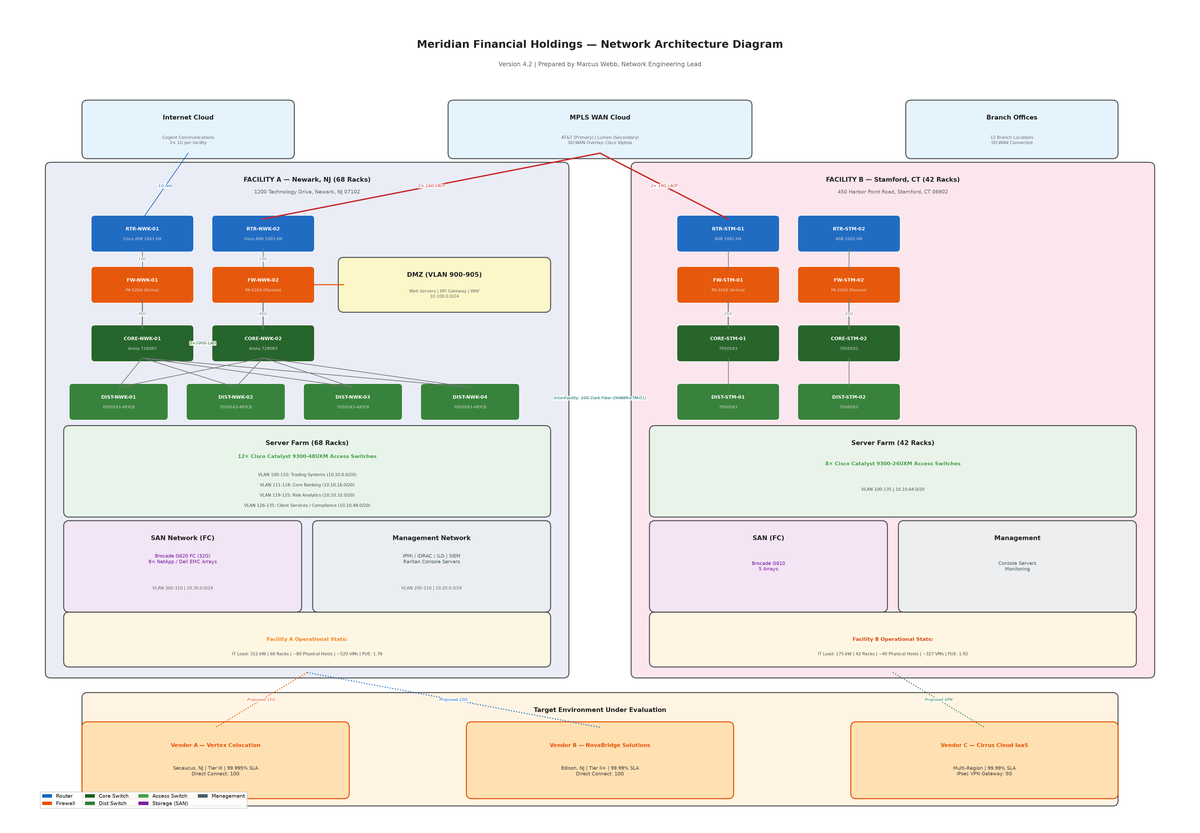 Meridian Financial Holdings — Network Architecture Diagram
Version 4.2 | Prepared by Marcus Webb, Network Engineering Lead
Internet Cloud
Cogent Communications
2× 1G per facility
MPLS WAN Cloud
AT&T (Primary) | Lumen (Secondary)
SD-WAN Overlay: Cisco Viptela
Branch Offices
12 Branch Locations
SD-WAN Connected
FACILITY A — Newark, NJ (68 Racks)
1200 Technology Drive, Newark, NJ 07102
1G
2× 10G LACP
RTR-NWK-01
Cisco ASR 1001-HX
RTR-NWK-02
Cisco ASR 1001-HX
10G
10G
FW-NWK-01
PA-5260 (Active)
FW-NWK-02
PA-5260 (Passive)
DMZ (VLAN 900-905)
Web Servers | API Gateway | WAF
10.100.0.0/24
40G
40G
CORE-NWK-01
Arista 7280R3
2×100G LAG
CORE-NWK-02
Arista 7280R3
DIST-NWK-01
7050SX3-48YC8
DIST-NWK-02
7050SX3-48YC8
DIST-NWK-03
7050SX3-48YC8
DIST-NWK-04
7050SX3-48YC8
Server Farm (68 Racks)
12× Cisco Catalyst 9300-48UXM Access Switches
VLAN 100-110: Trading Systems (10.10.0.0/20)
VLAN 111-118: Core Banking (10.10.16.0/20)
VLAN 119-125: Risk Analytics (10.10.32.0/20)
VLAN 126-135: Client Services / Compliance (10.10.48.0/20)
SAN Network (FC)
Brocade G620 FC (32G)
8× NetApp / Dell EMC Arrays
VLAN 300-310 | 10.30.0.0/24
Management Network
IPMI / iDRAC / iLO | SIEM
Raritan Console Servers
VLAN 200-210 | 10.20.0.0/24
Facility A Operational Stats:
IT Load: 312 kW | 68 Racks | ~80 Physical Hosts | ~520 VMs | PUE: 1.78
Interfacility: 10G Dark Fiber
FACILITY B — Stamford, CT (42 Racks)
450 Harbor Point Road, Stamford, CT 06902
2× 10G LACP
RTR-STM-01
ASR 1001-HX
RTR-STM-02
ASR 1001-HX
FW-STM-01
PA-3260 (Active)
FW-STM-02
PA-3260 (Passive)
25G
25G
CORE-STM-01
7050SX3
CORE-STM-02
7050SX3
DIST-STM-01
7050SX3
DIST-STM-02
7050SX3
Server Farm (42 Racks)
8× Cisco Catalyst 9300-24UXM Access Switches
VLAN 100-135 | 10.10.64.0/20
SAN (FC)
Brocade G610
5 Arrays
Management
Console Servers
Monitoring
Facility B Operational Stats:
IT Load: 175 kW | 42 Racks | ~40 Physical Hosts | ~327 VMs | PUE: 1.92
Proposed 10G
Proposed 10G
Proposed VPN
Target Environment Under Evaluation
Vendor A — Vertex Colocation
Secaucus, NJ | Tier III | 99.995% SLA
Direct Connect: 10G
Vendor B — NovaBridge Solutions
Edison, NJ | Tier II+ | 99.99% SLA
Direct Connect: 10G
Vendor C — Cirrus Cloud IaaS
Multi-Region | 99.99% SLA
IPsec VPN Gateway: 5G
Router
Core Switch
Access Switch
Management
Firewall
Dist Switch
Storage (SAN)